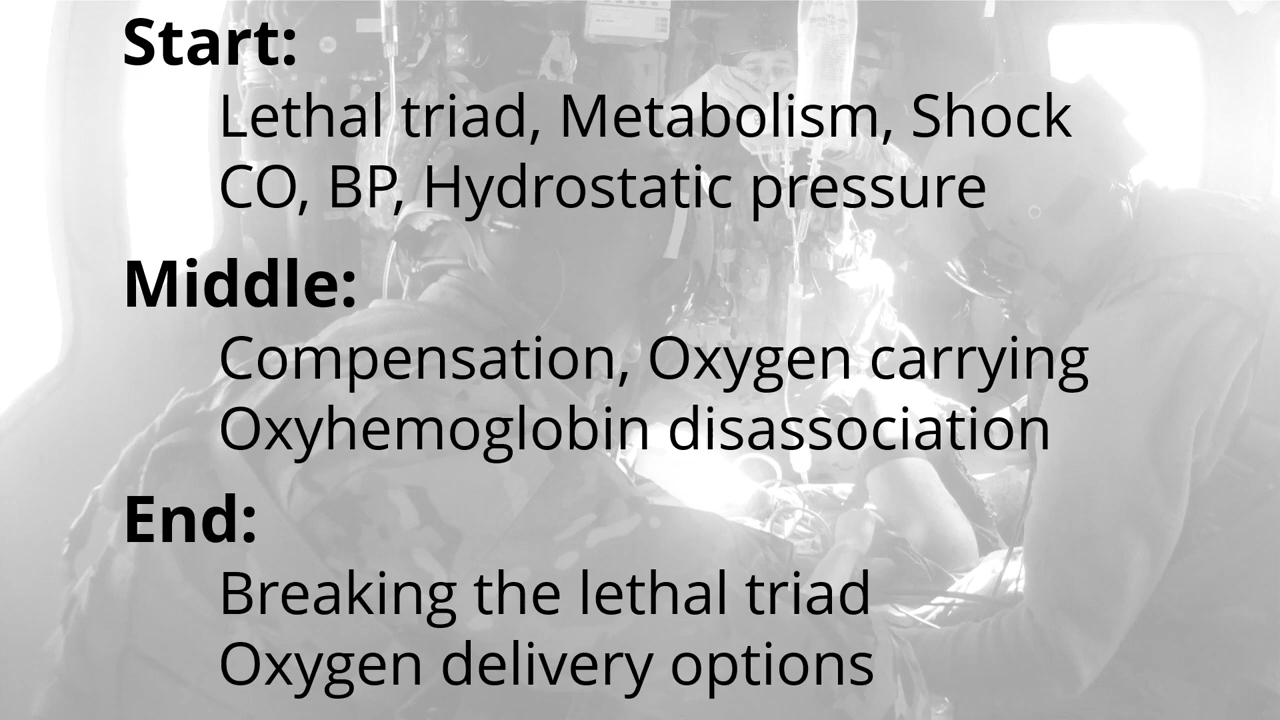 Start:
Lethal triad, Metabolism, Shock
CO, BP, Hydrostatic pressure
Middle:
Compensation, Oxygen carrying
Oxyhemoglobin disassociation
End:
Breaking the lethal triad
Oxygen delivery options